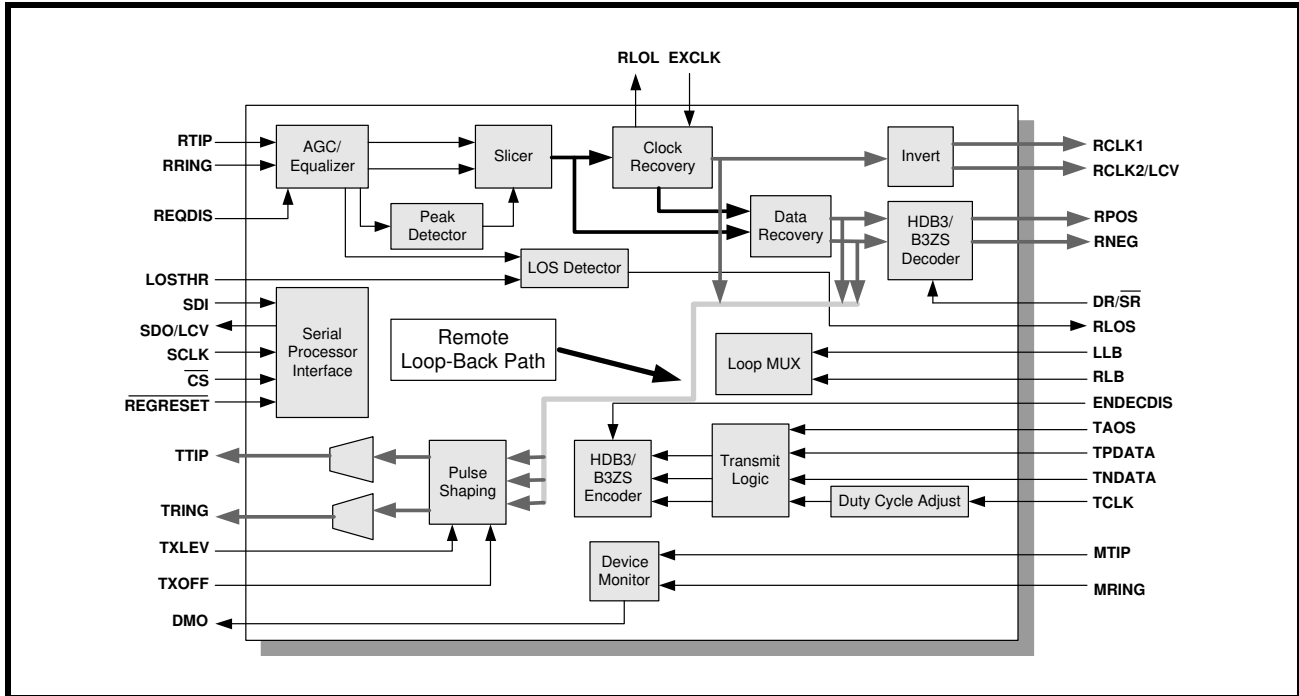 RLOL EXCLK
RTIP
RRING
REQDIS
LOSTHR
SDI
SDO/LCV
SCLK
CS
REGRESET
TTIP
TRING
TXLEV
TXOFF
DMO
AGC/
Equalizer
Slicer
Peak
Detector
LOS Detector
Clock
Recovery
Data
Recovery
Invert
HDB3/
B3ZS
Decoder
Serial
Processor
Interface
Remote
Loop-Back Path
Loop MUX
Pulse
Shaping
HDB3/
B3ZS
Encoder
Transmit
Logic
Duty Cycle Adjust
Device
Monitor
RCLK1
RCLK2/LCV
RPOS
RNEG
DR/SR
RLOS
LLB
RLB
ENDECDIS
TAOS
TPDATA
TNDATA
TCLK
MTIP
MRING